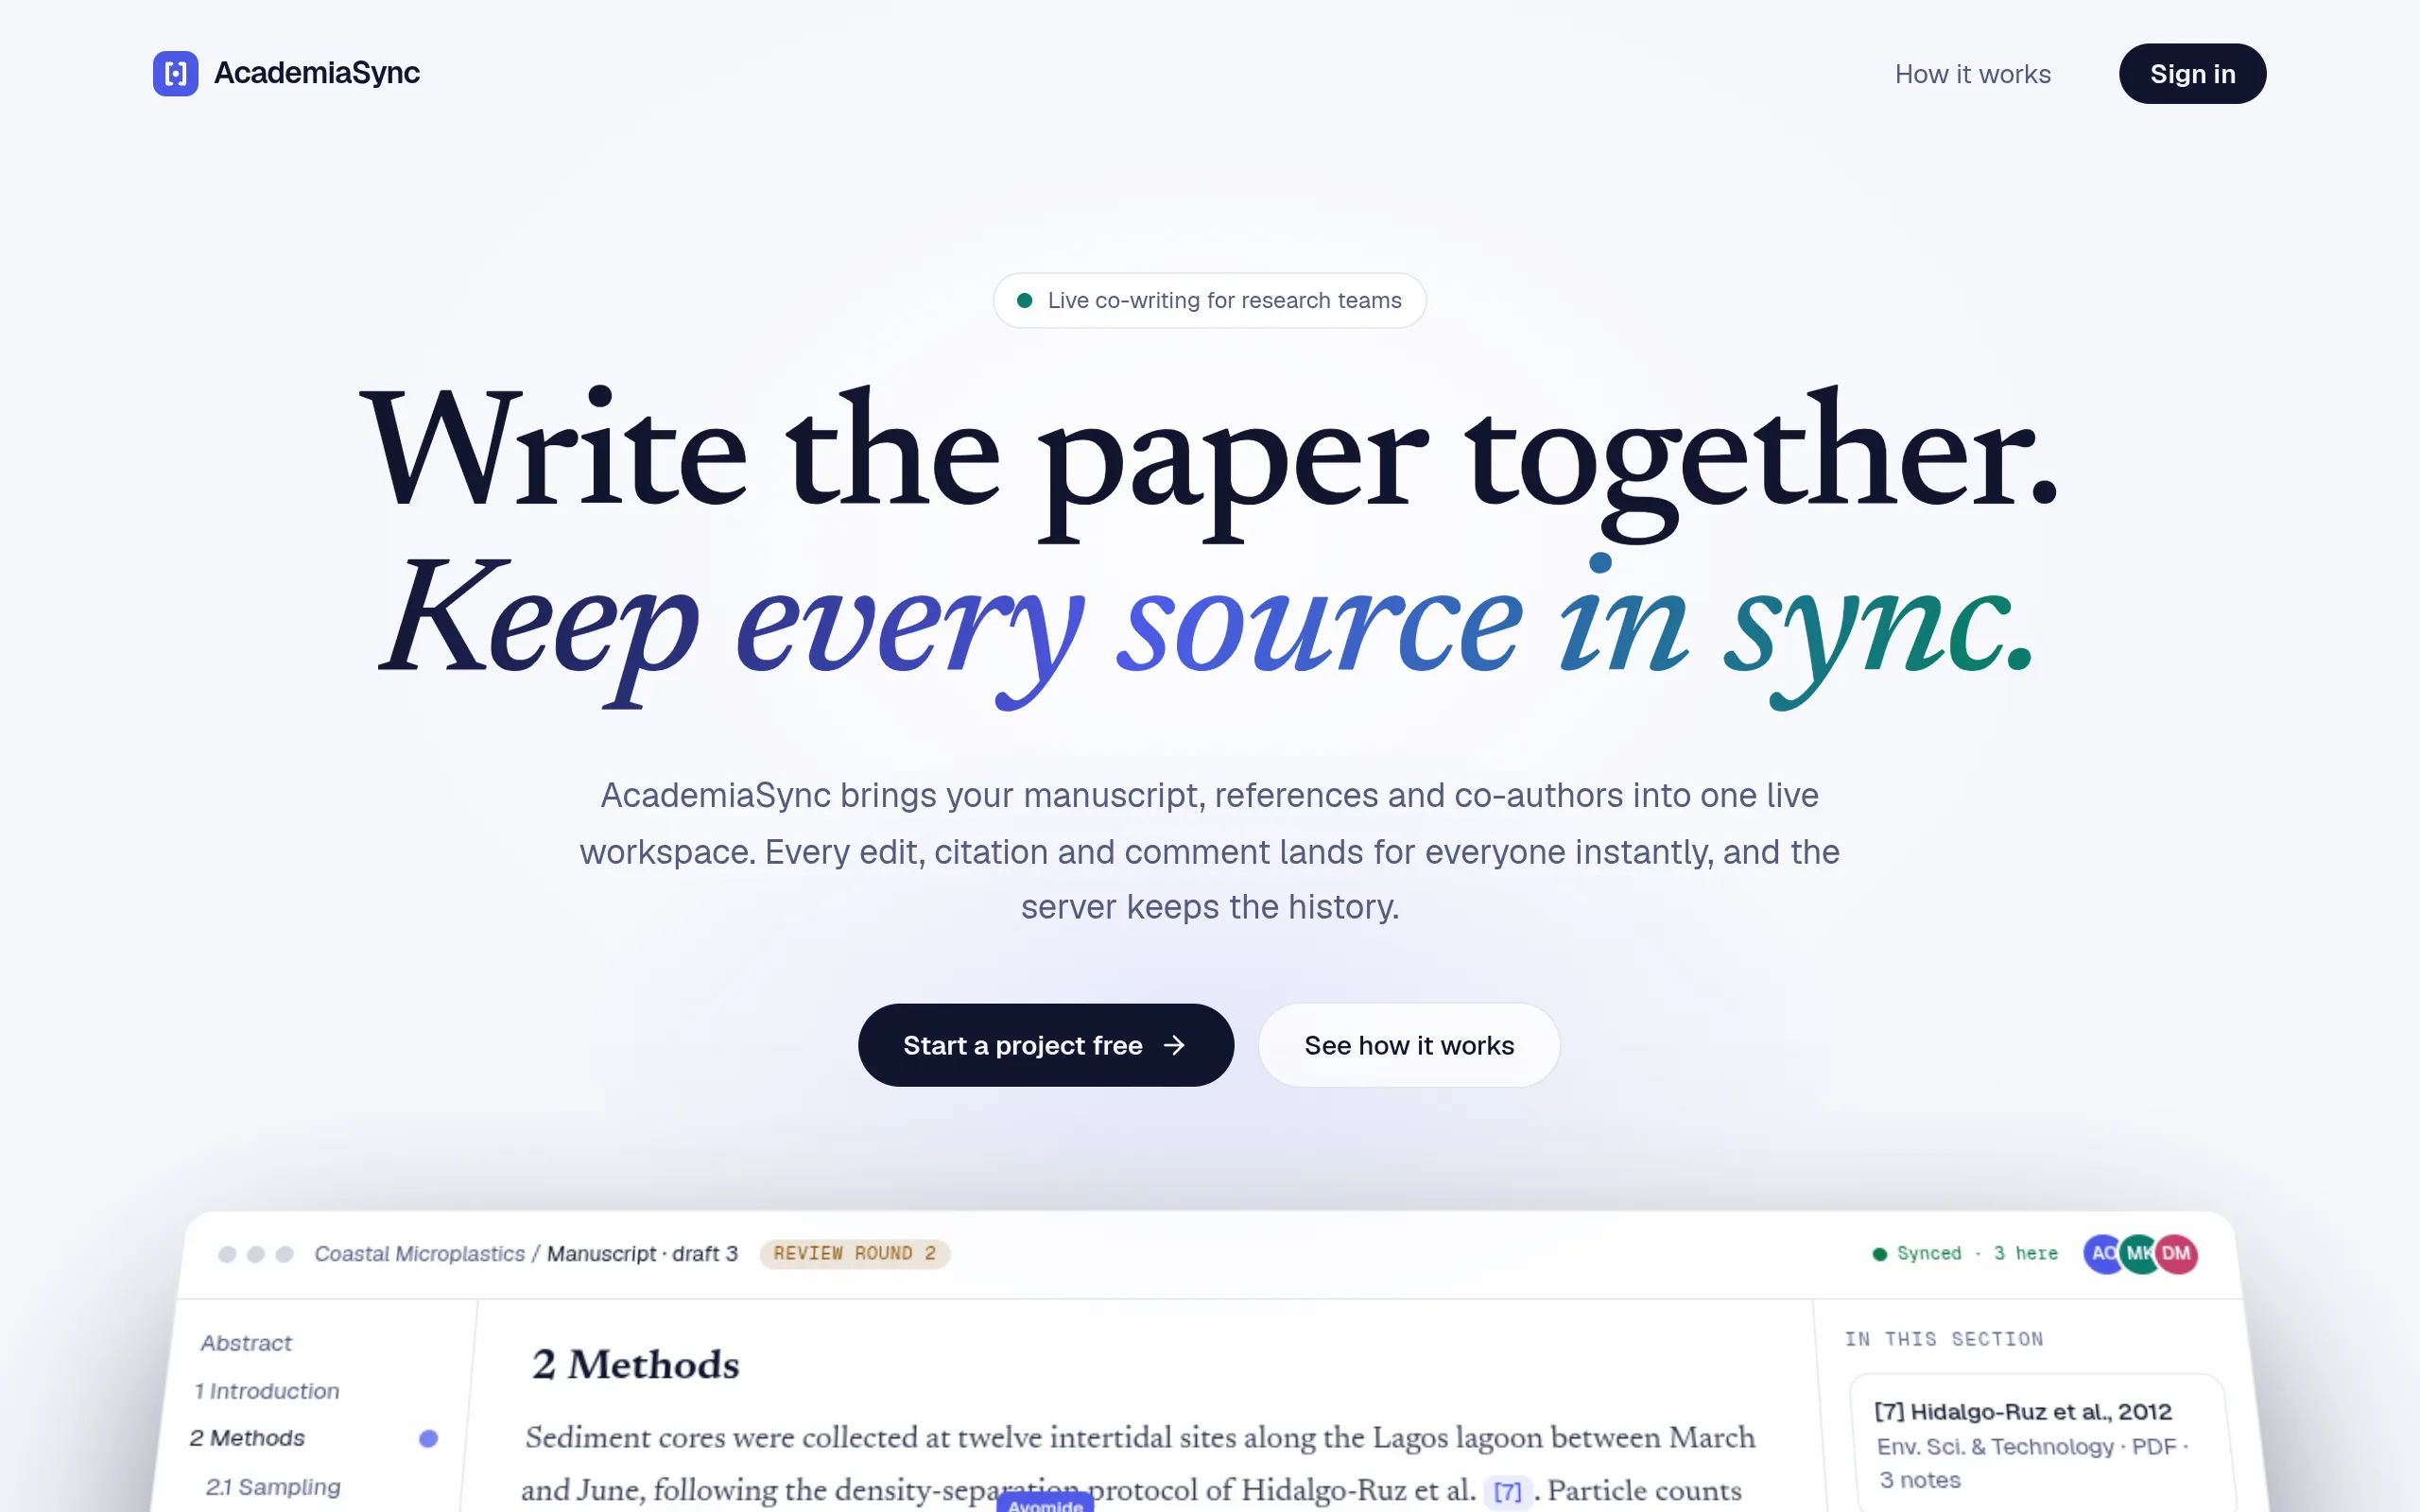 AcademiaSync
How it works
Sign in
Live co-writing for research teams
Write the paper together.
Keep every source in sync.
AcademiaSync brings your manuscript, references and co-authors into one live
workspace. Every edit, citation and comment lands for everyone instantly, and the
server keeps the history.
Start a project free →
See how it works
Coastal Microplastics / Manuscript · draft 3
REVIEW ROUND 2
Synced · 3 here
AO MK DM
Abstract
1 Introduction
2 Methods
2.1 Sampling
2 Methods
Sediment cores were collected at twelve intertidal sites along the Lagos lagoon between March
and June, following the density-separation protocol of Hidalgo-Ruz et al. [7]. Particle counts
Ayomide
IN THIS SECTION
[7] Hidalgo-Ruz et al., 2012
Env. Sci. & Technology · PDF ·
3 notes